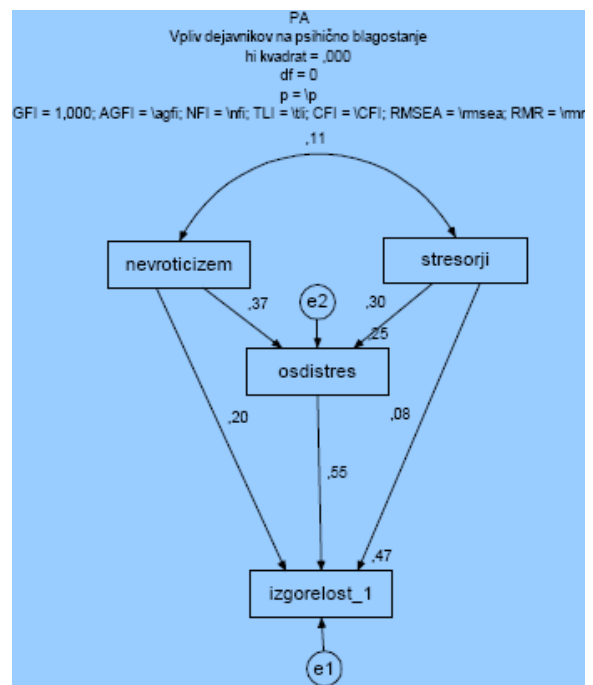 PA
Vpliv dejavnikov na psihično blagostanje
hi kvadrat = ,000
df = 0
p = \p
GFI = 1,000; AGFI = \agfi; NFI = \nfi; TLI = \tli; CFI = \CFI; RMSEA = \rmsea; RMR = \rmr
,11
nevroticizem
stresorji
,37
e2
,30
,25
osdistres
,20
,08
,55
,47
izgorelost_1
e1